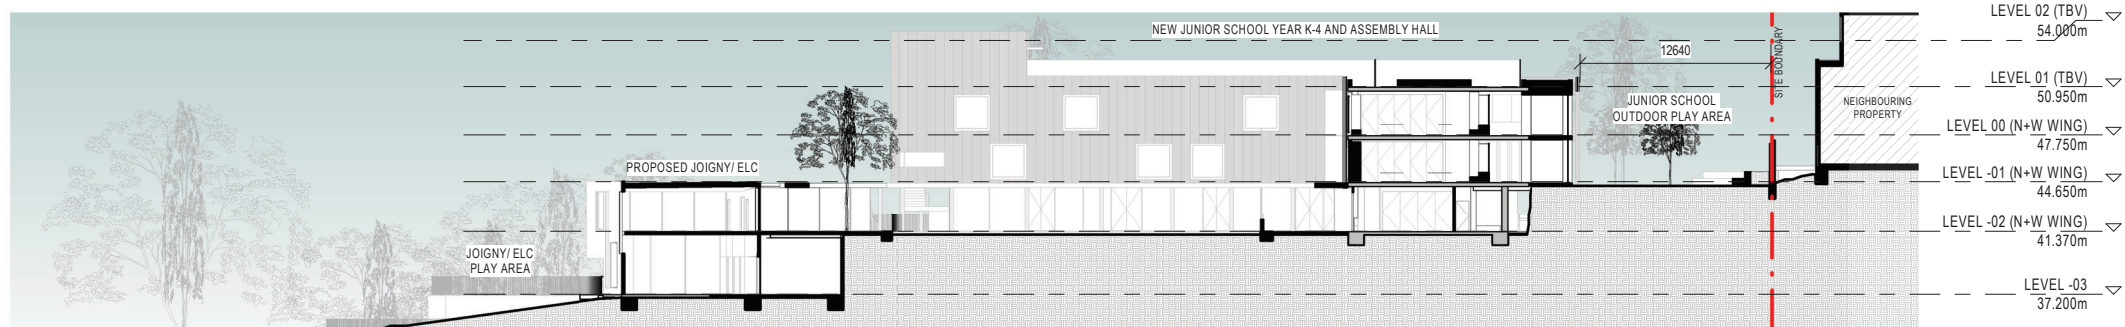 NEW JUNIOR SCHOOL YEAR K-4 AND ASSEMBLY HALL
12640
SITE BOUNDARY
JUNIOR SCHOOL
OUTDOOR PLAY AREA
NEIGHBOURING
PROPERTY
PROPOSED JOIGNY/ ELC
JOIGNY/ ELC
PLAY AREA
LEVEL 02 (TBV)
54.000m
LEVEL 01 (TBV)
50.950m
LEVEL 00 (N+W WING)
47.750m
LEVEL -01 (N+W WING)
44.650m
LEVEL -02 (N+W WING)
41.370m
LEVEL -03
37.200m